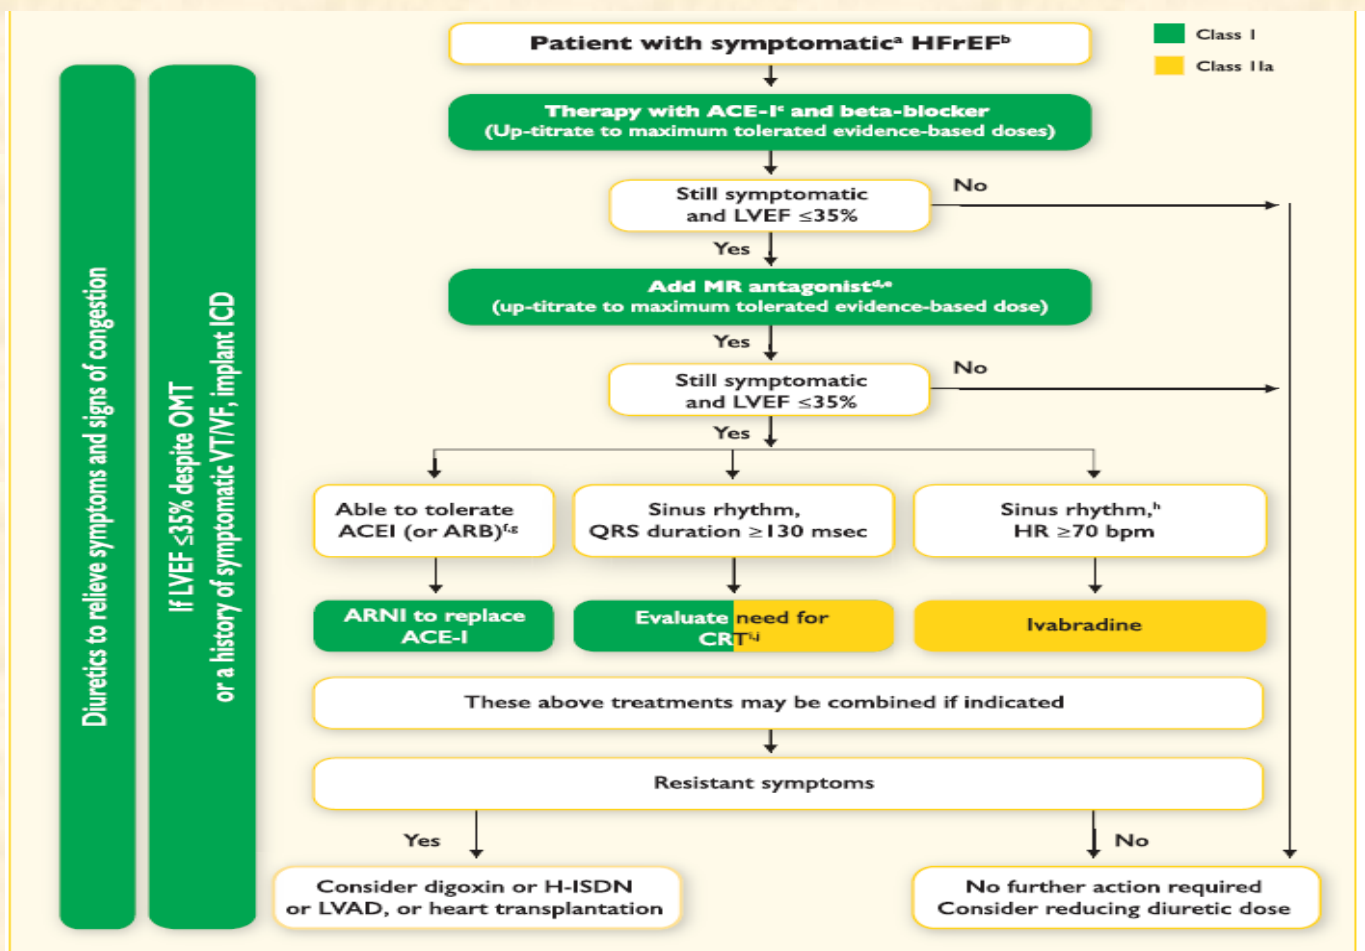 Patient with symptomaticᵃ HFrEFᵇ
Class I
Class IIa
Therapy with ACE-Iᶜ and beta-blocker
(Up-titrate to maximum tolerated evidence-based doses)
Still symptomatic
and LVEF ≤35%
No
Yes
Add MR antagonistᵈ,ᵉ
(up-titrate to maximum tolerated evidence-based dose)
Yes
Still symptomatic
and LVEF ≤35%
No
Yes
Able to tolerate
ACEI (or ARB)ᶠ,ᵍ
Sinus rhythm,
QRS duration ≥130 msec
Sinus rhythm,ʰ
HR ≥70 bpm
ARNI to replace
ACE-I
Evaluate need for
CRTⁱ,ʲ
Ivabradine
These above treatments may be combined if indicated
Resistant symptoms
Yes
No
Consider digoxin or H-ISDN
or LVAD, or heart transplantation
No further action required
Consider reducing diuretic dose
Diuretics to relieve symptoms and signs of congestion
If LVEF ≤35% despite OMT
or a history of symptomatic VT/VF, implant ICD